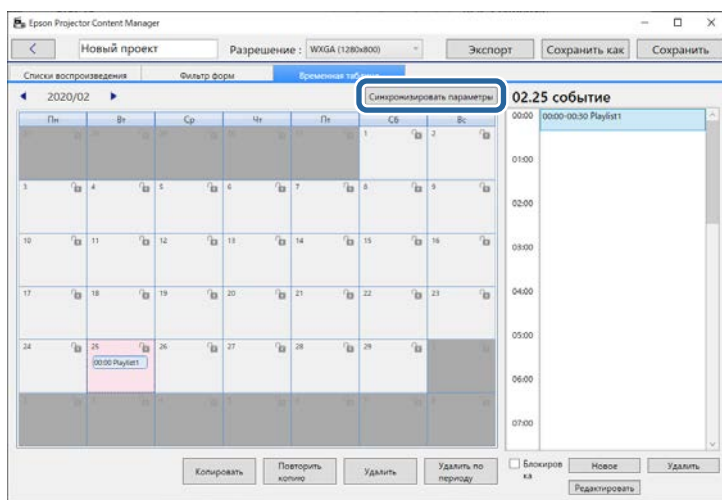 Epson Projector Content Manager
Новый проект
Разрешение : WXGA (1280x800)
Экспорт
Сохранить как
Сохранить
Списки воспроизведения
Фильтр форм
Временная
2020/02
Синхронизировать параметры
02.25 событие
Пн Вт Ср Чт Пт Сб Вс
1 2
3 4 5 6 7 8 9
10 11 12 13 14 15 16
17 18 19 20 21 22 23
24 25 26 27 28 29
00:00 Playlist1
00:00 00:00-00:30 Playlist1
01:00
02:00
03:00
04:00
05:00
06:00
07:00
Копировать
Повторить
копию
Удалить
Удалить по
периоду
Блокиров
ка
Новое
Удалить
Редактировать